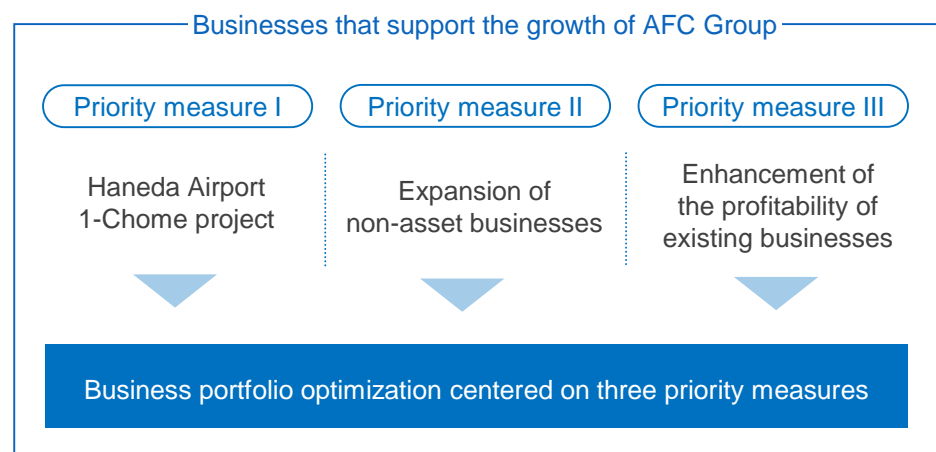 Businesses that support the growth of AFC Group
Priority measure I
Priority measure II
Priority measure III
Haneda Airport
1-Chome project
Expansion of
non-asset businesses
Enhancement of
the profitability of
existing businesses
Business portfolio optimization centered on three priority measures